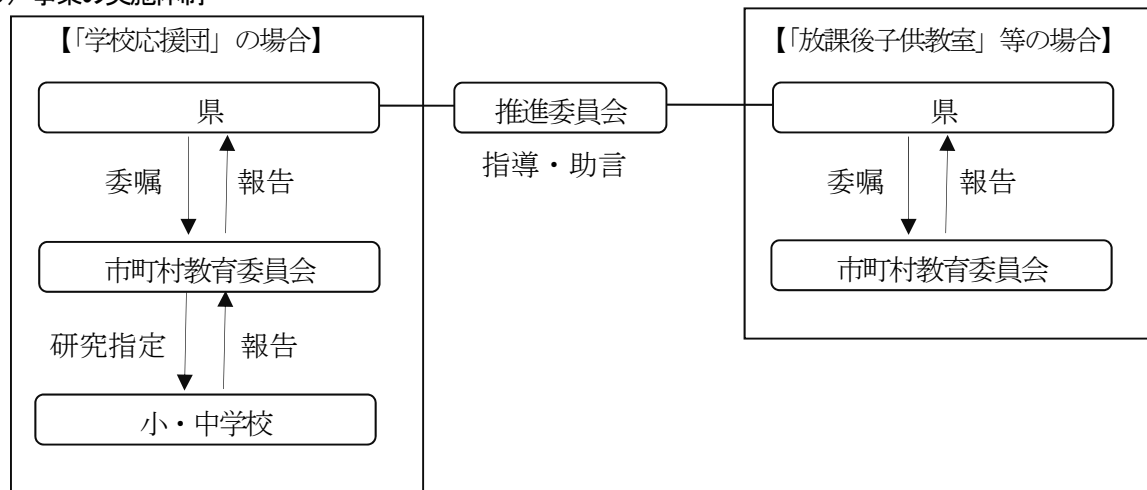 事業の実施体制
【「学校応援団」の場合】
県
委嘱
報告
市町村教育委員会
研究指定
報告
小・中学校
推進委員会
指導・助言
【「放課後子供教室」等の場合】
県
委嘱
報告
市町村教育委員会